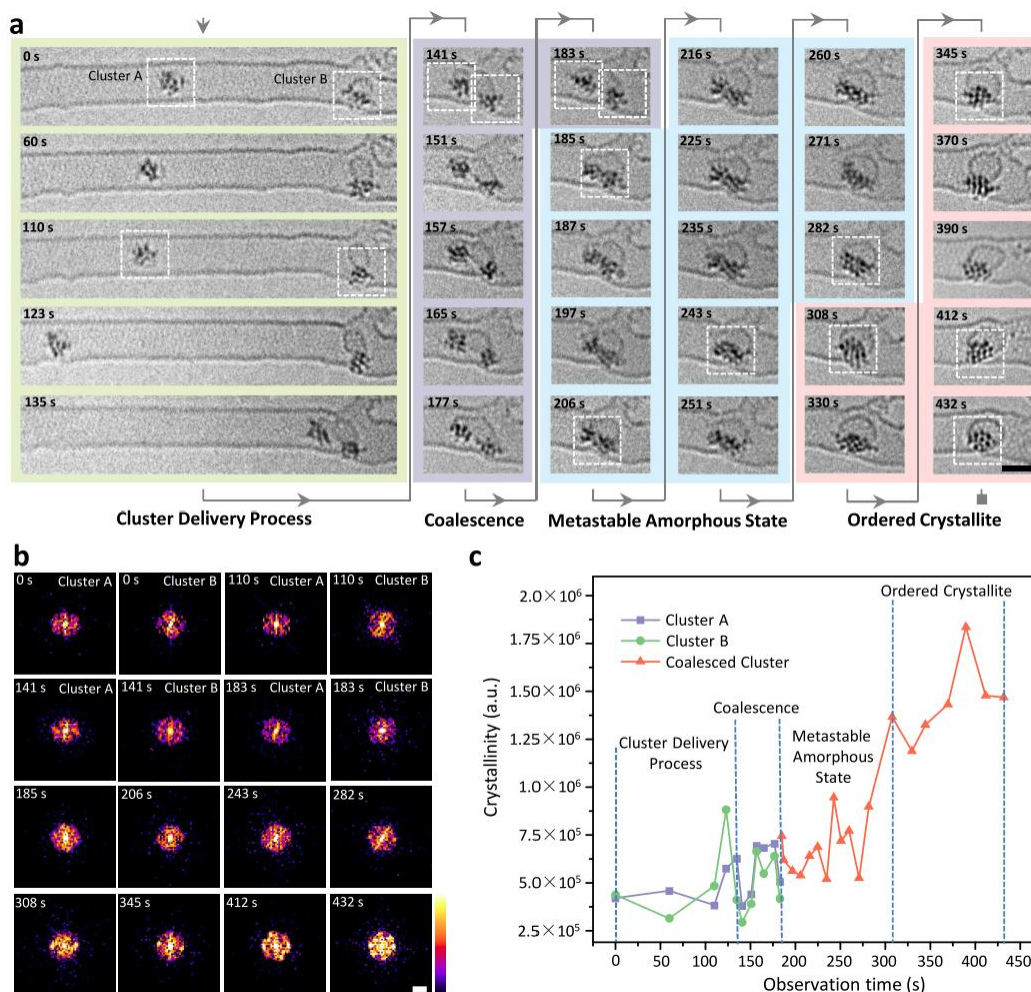 a
0 s
Cluster A
Cluster B
60 s
110 s
123 s
135 s
141 s
151 s
157 s
165 s
177 s
183 s
185 s
187 s
197 s
206 s
216 s
225 s
235 s
243 s
251 s
260 s
271 s
282 s
308 s
330 s
345 s
370 s
390 s
412 s
432 s
Cluster Delivery Process
Coalescence
Metastable Amorphous State
Ordered Crystallite
b
0 s Cluster A
0 s Cluster B
110 s Cluster A
110 s Cluster B
141 s Cluster A
141 s Cluster B
183 s Cluster A
183 s Cluster B
185 s
206 s
243 s
282 s
308 s
345 s
412 s
432 s
c
Crystallinity (a.u.)
2.0×10⁶
1.75×10⁶
1.50×10⁶
1.25×10⁶
1.0×10⁶
7.5×10⁵
5.0×10⁵
2.5×10⁵
Cluster A
Cluster B
Coalesced Cluster
Cluster Delivery
Process
Coalescence
Metastable
Amorphous
State
Ordered Crystallite
0 50 100 150 200 250 300 350 400 450
Observation time (s)